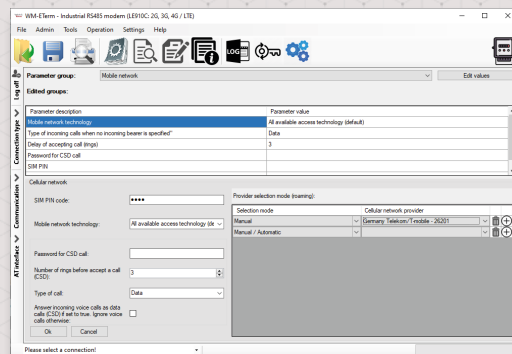 WM-ETerm - Industrial RS485 modem (LE910C: 2G, 3G, 4G / LTE)
File Admin Tools Operation Settings Help
LOG
Log off
Parameter group: Mobile network Edit values
Edited groups:
Parameter description Parameter value
Mobile network technology All available access technology (default)
Type of incoming calls when no incoming bearer is specified" Data
Delay of accepting call (rings) 3
Password for CSD call
SIM PIN
Connection type
Communication
AT interface
Cellular network
SIM PIN code: ●●●●
Mobile network technology: All available access technology (de
Password for CSD call:
Number of rings before accept a call (CSD): 3
Type of call: Data
Answer incoming voice calls as data
calls (CSD) if set to true. Ignore voice
calls otherwise:
Ok Cancel
Provider selection mode (roaming):
Selection mode Cellular network provider
Manual Germany Telekom/T-mobile - 26201
Manual / Automatic
Please select a connection!